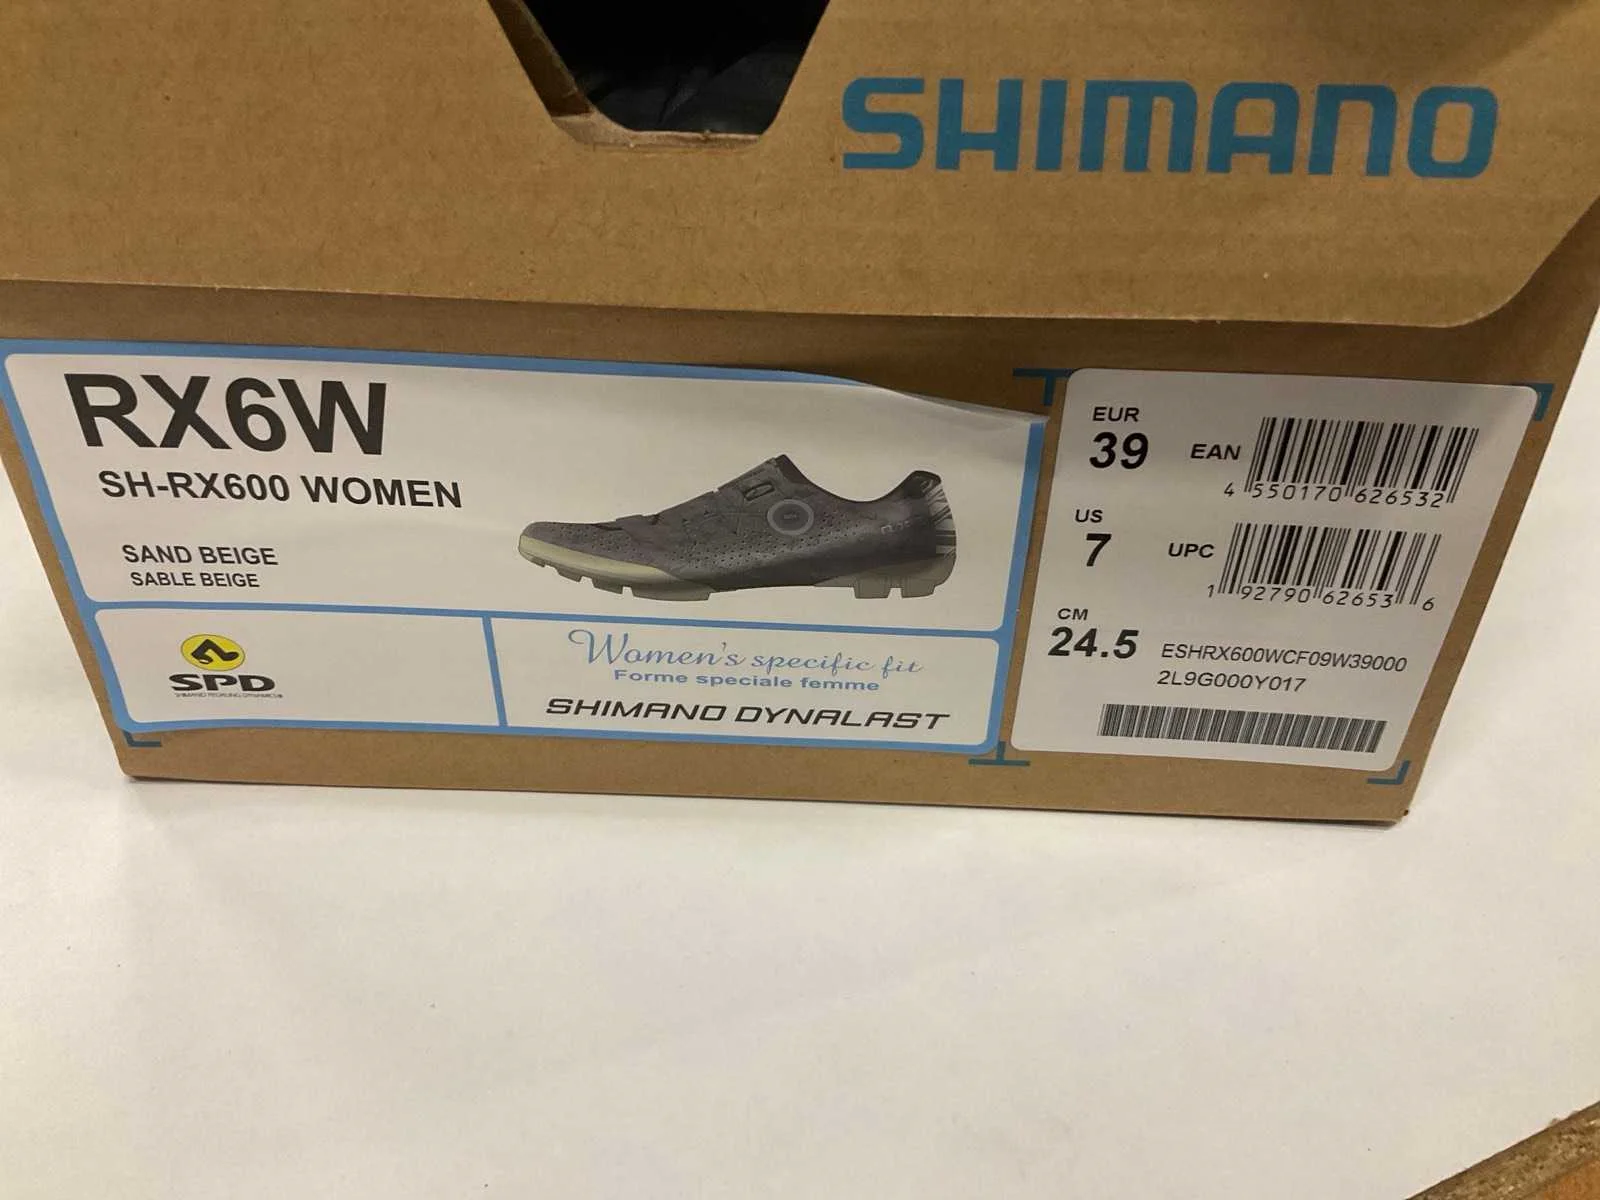 SHIMANO
RX6W
SH-RX600 WOMEN
SAND BEIGE
SABLE BEIGE
SPD
Women's specific fit
Forme speciale femme
SHIMANO DYNALAST
EUR
39
EAN
4 550170 626532
US
7
UPC
1 92790 62653 6
CM
24.5
ESHRX600WCF09W39000
2L9G000Y017